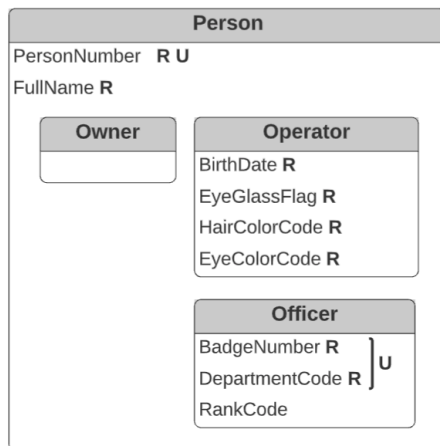 Person
PersonNumber R U
FullName R
Owner
Operator
BirthDate R
EyeGlassFlag R
HairColorCode R
EyeColorCode R
Officer
BadgeNumber R
DepartmentCode R
U
RankCode